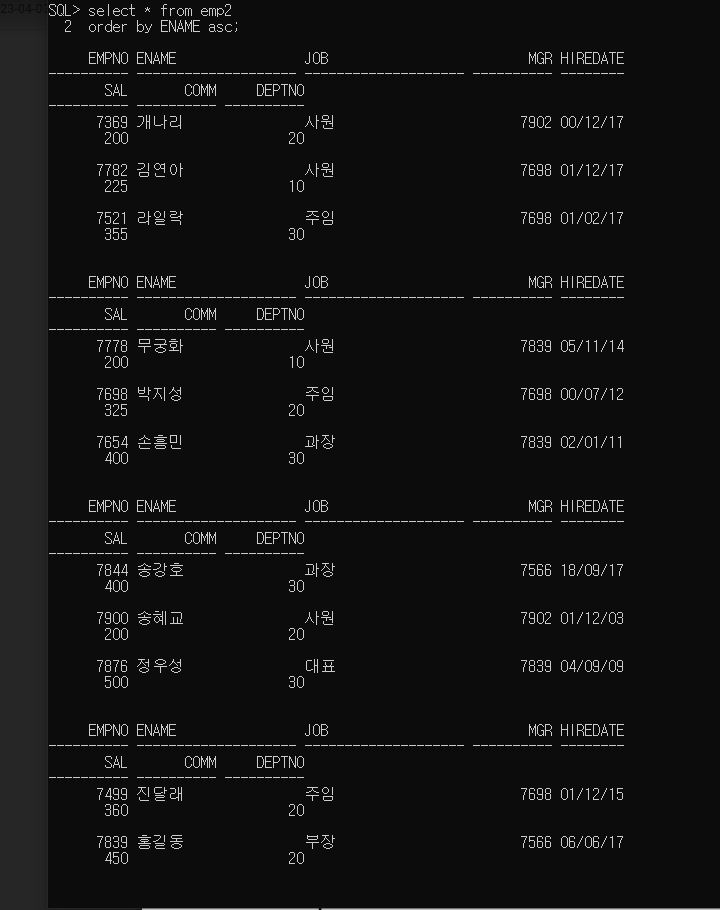 23-04-0
SQL> select * from emp2
2 order by ENAME asc;
EMPNO ENAME JOB MGR HIREDATE
---------- -------------------- -------------------- ---------- --------
SAL COMM DEPTNO
---------- ---------- ----------
7369 개나리 사원 7902 00/12/17
200 20
7782 김연아 사원 7698 01/12/17
225 10
7521 라일락 주임 7698 01/02/17
355 30
EMPNO ENAME JOB MGR HIREDATE
---------- -------------------- -------------------- ---------- --------
SAL COMM DEPTNO
---------- ---------- ----------
7778 무궁화 사원 7839 05/11/14
200 10
7698 박지성 주임 7698 00/07/12
325 20
7654 손흥민 과장 7839 02/01/11
400 30
EMPNO ENAME JOB MGR HIREDATE
---------- -------------------- -------------------- ---------- --------
SAL COMM DEPTNO
---------- ---------- ----------
7844 송강호 과장 7566 18/09/17
400 30
7900 송혜교 사원 7902 01/12/03
200 20
7876 정우성 대표 7839 04/09/09
500 30
EMPNO ENAME JOB MGR HIREDATE
---------- -------------------- -------------------- ---------- --------
SAL COMM DEPTNO
---------- ---------- ----------
7499 진달래 주임 7698 01/12/15
360 20
7839 홍길동 부장 7566 06/06/17
450 20